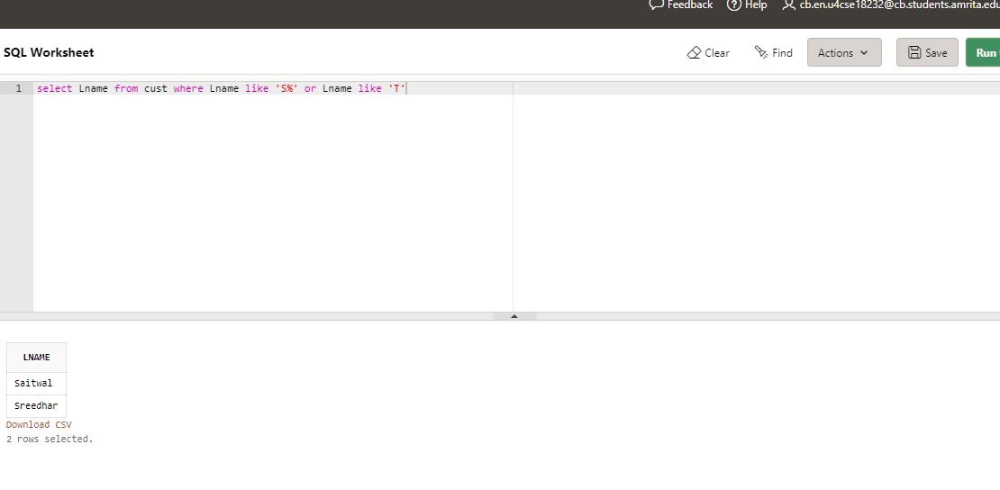 Feedback Help cb.en.u4cse18232@cb.students.amrita.edu
SQL Worksheet Clear Find Actions Save Run
1 select Lname from cust where Lname like 'S%' or Lname like 'T'
LNAME
Saitwal
Sreedhar
Download CSV
2 rows selected.